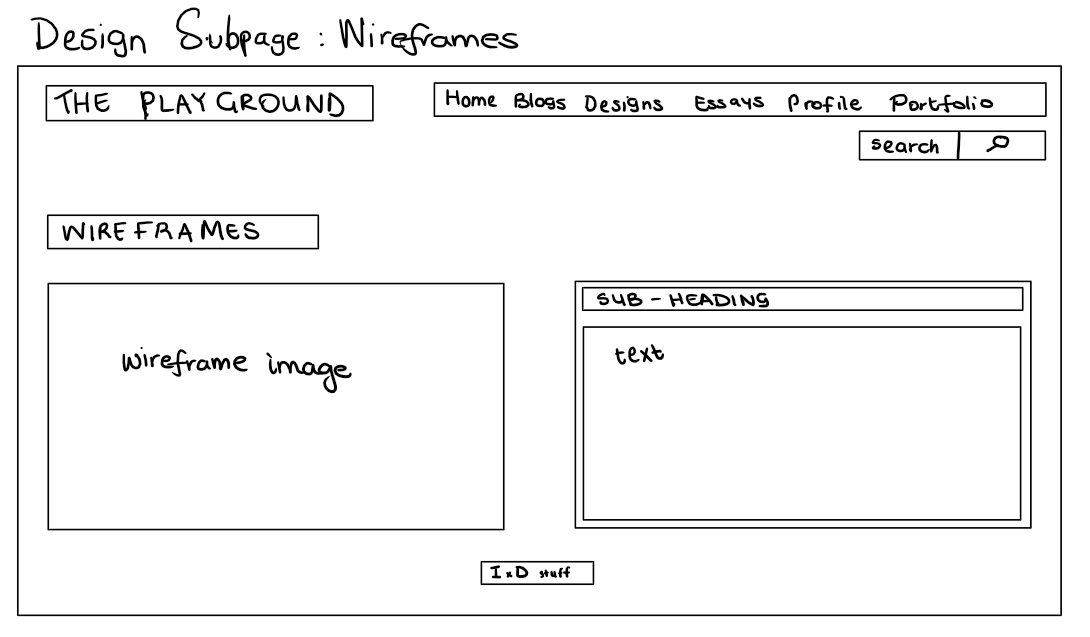 Design Subpage : Wireframes
THE PLAYGROUND
Home Blogs Designs Essays Profile Portfolio
search
WIREFRAMES
wireframe image
SUB - HEADING
text
IxD stuff